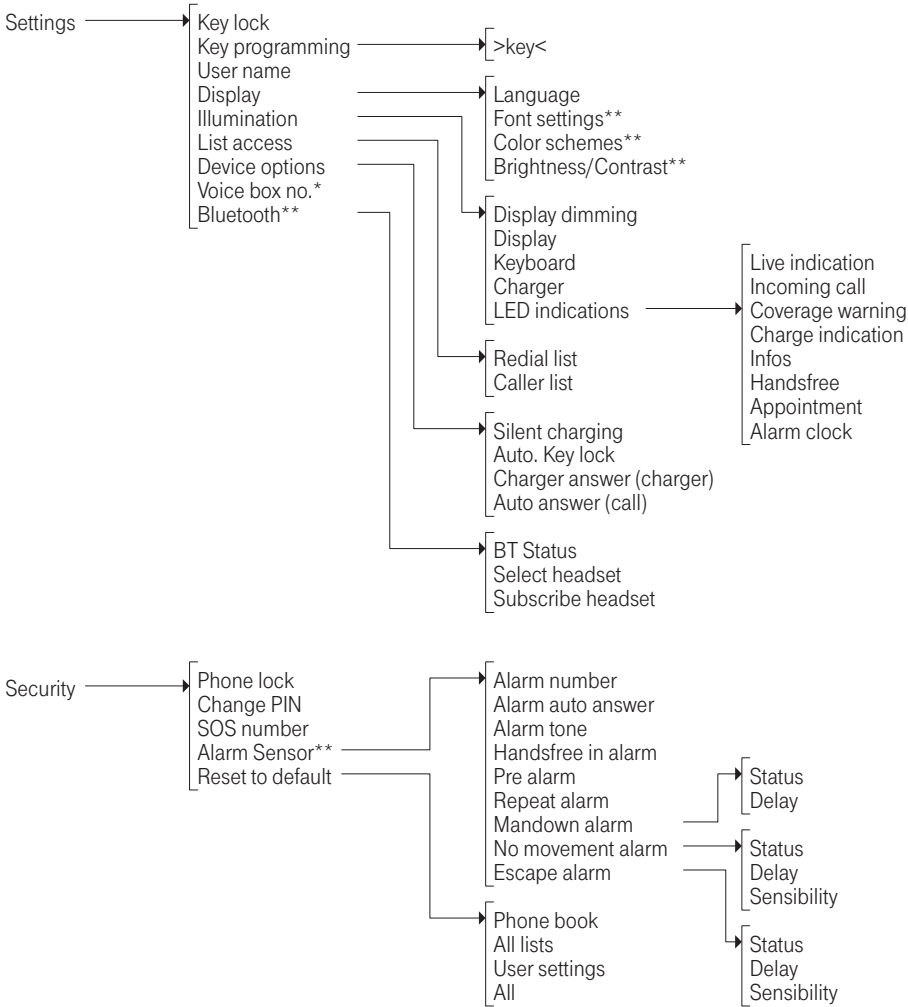 Settings
Key lock
Key programming
User name
Display
Illumination
List access
Device options
Voice box no.*
Bluetooth**
>key<
Language
Font settings**
Color schemes**
Brightness/Contrast**
Display dimming
Display
Keyboard
Charger
LED indications
Live indication
Incoming call
Coverage warning
Charge indication
Infos
Handsfree
Appointment
Alarm clock
Redial list
Caller list
Silent charging
Auto. Key lock
Charger answer (charger)
Auto answer (call)
BT Status
Select headset
Subscribe headset
Security
Phone lock
Change PIN
SOS number
Alarm Sensor**
Reset to default
Alarm number
Alarm auto answer
Alarm tone
Handsfree in alarm
Pre alarm
Repeat alarm
Mandown alarm
No movement alarm
Escape alarm
Status
Delay
Status
Delay
Sensibility
Status
Delay
Sensibility
Phone book
All lists
User settings
All